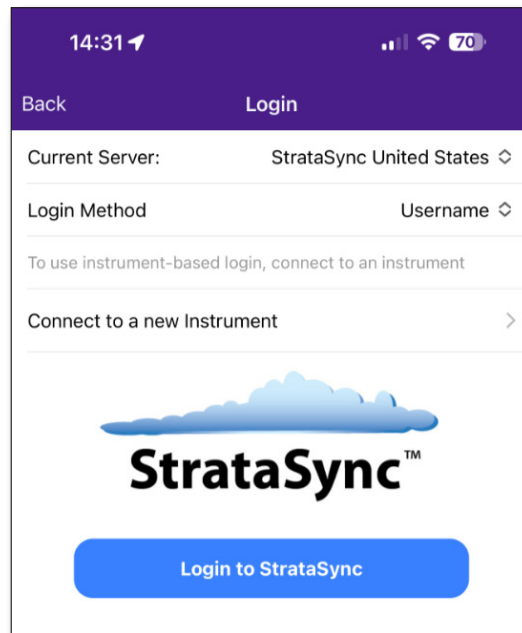 14:31
70
Back Login
Current Server: StrataSync United States
Login Method Username
To use instrument-based login, connect to an instrument
Connect to a new Instrument
StrataSync™
Login to StrataSync